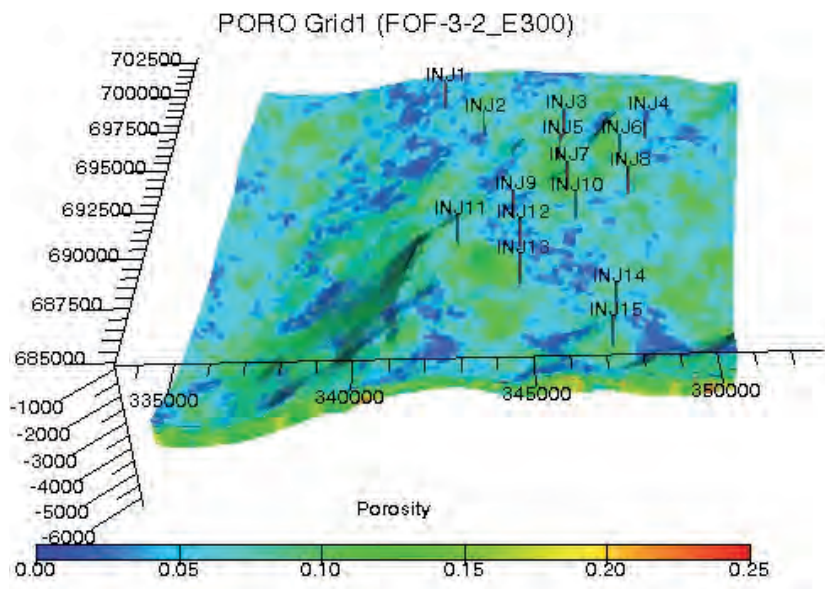 PORO Grid1 (FOF-3-2_E300)
702500
INJ1
700000
INJ2
INJ3
INJ4
697500
INJ5
INJ6
695000
INJ7
INJ8
INJ9
INJ10
692500
INJ11
INJ12
690000
INJ13
687500
INJ14
INJ15
685000
335000
340000
345000
350000
-1000
-2000
-3000
-4000
-5000
-6000
Porosity
0.00 0.05 0.10 0.15 0.20 0.25